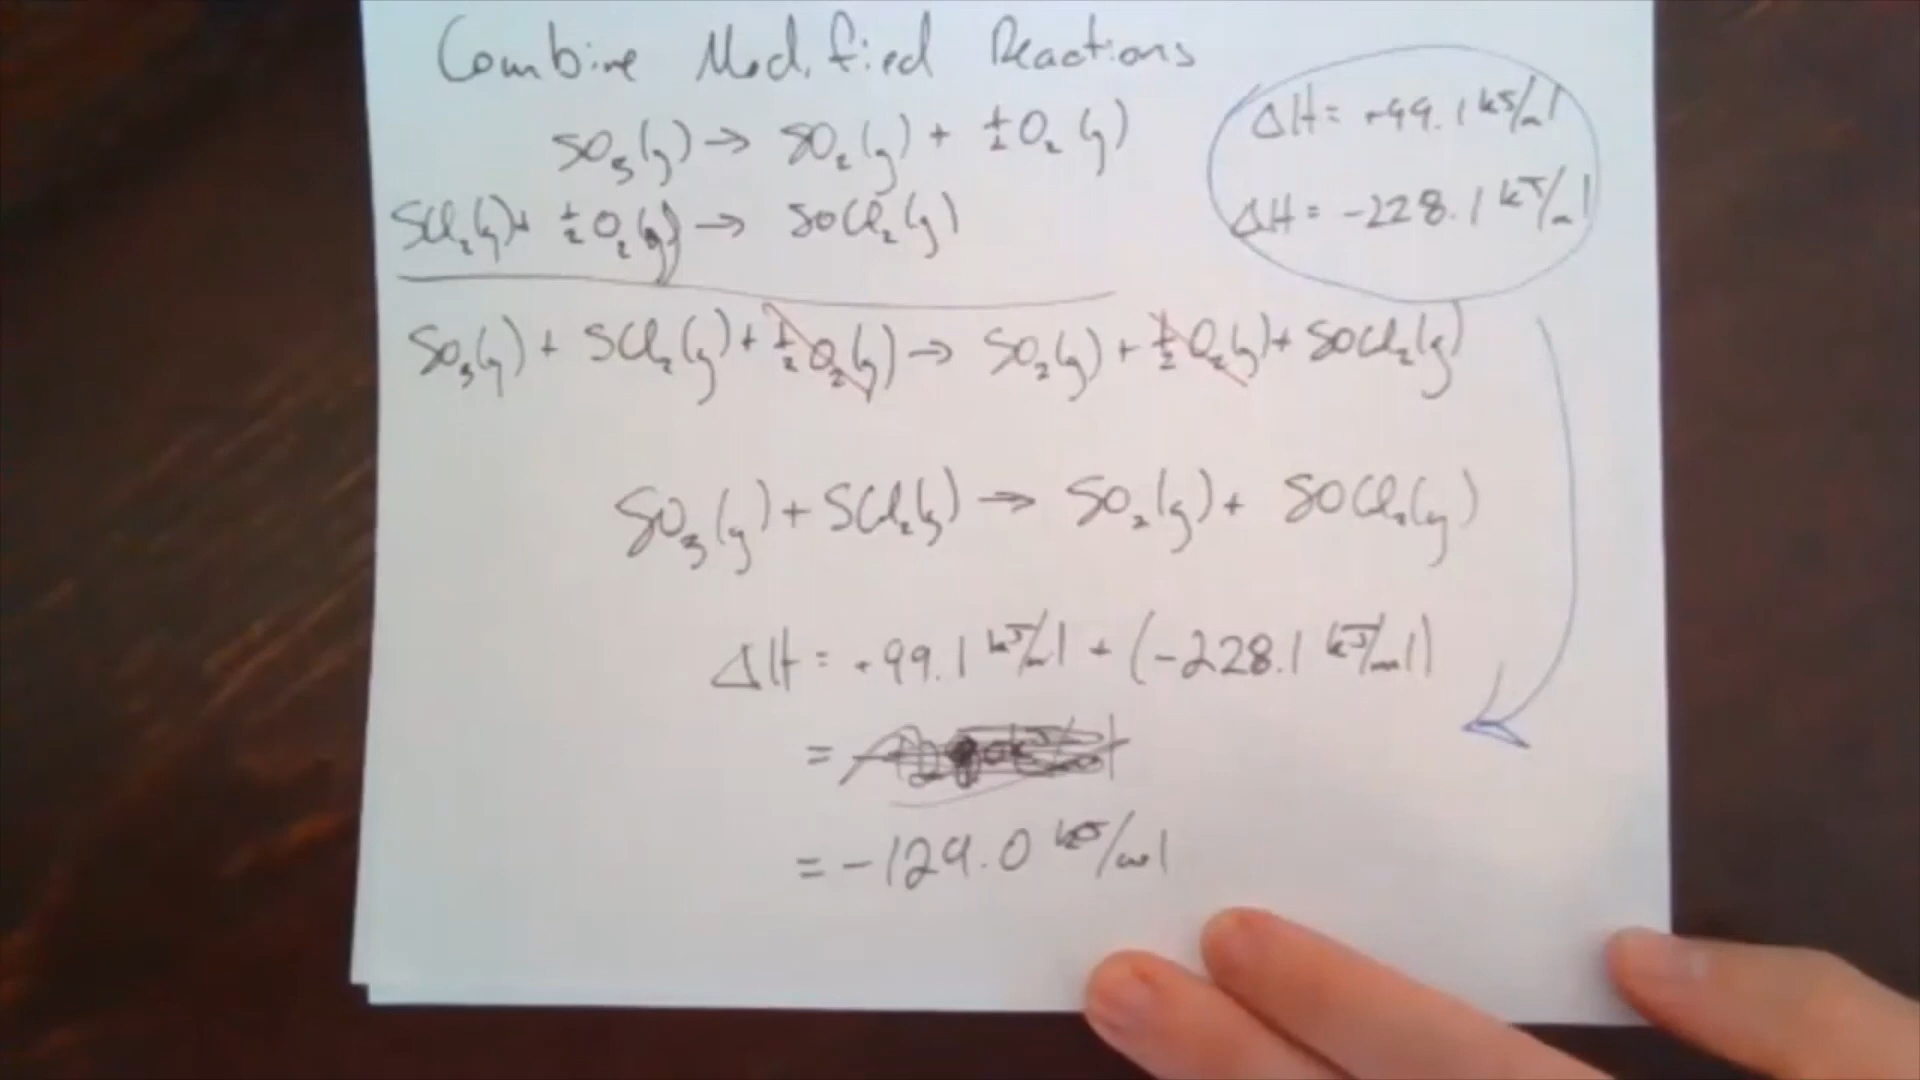 Combine Modified Reactions
SO₃(g) → SO₂(g) + ½O₂(g) ΔH = +99.1 kJ/mol
SCl₂(g) + ½O₂(g) → SOCl₂(g) ΔH = -228.1 kJ/mol
SO₃(g) + SCl₂(g) + ½O₂(g) → SO₂(g) + ½O₂(g) + SOCl₂(g)
SO₃(g) + SCl₂(g) → SO₂(g) + SOCl₂(g)
ΔH = +99.1 kJ/mol + (-228.1 kJ/mol)
=
= -129.0 kJ/mol